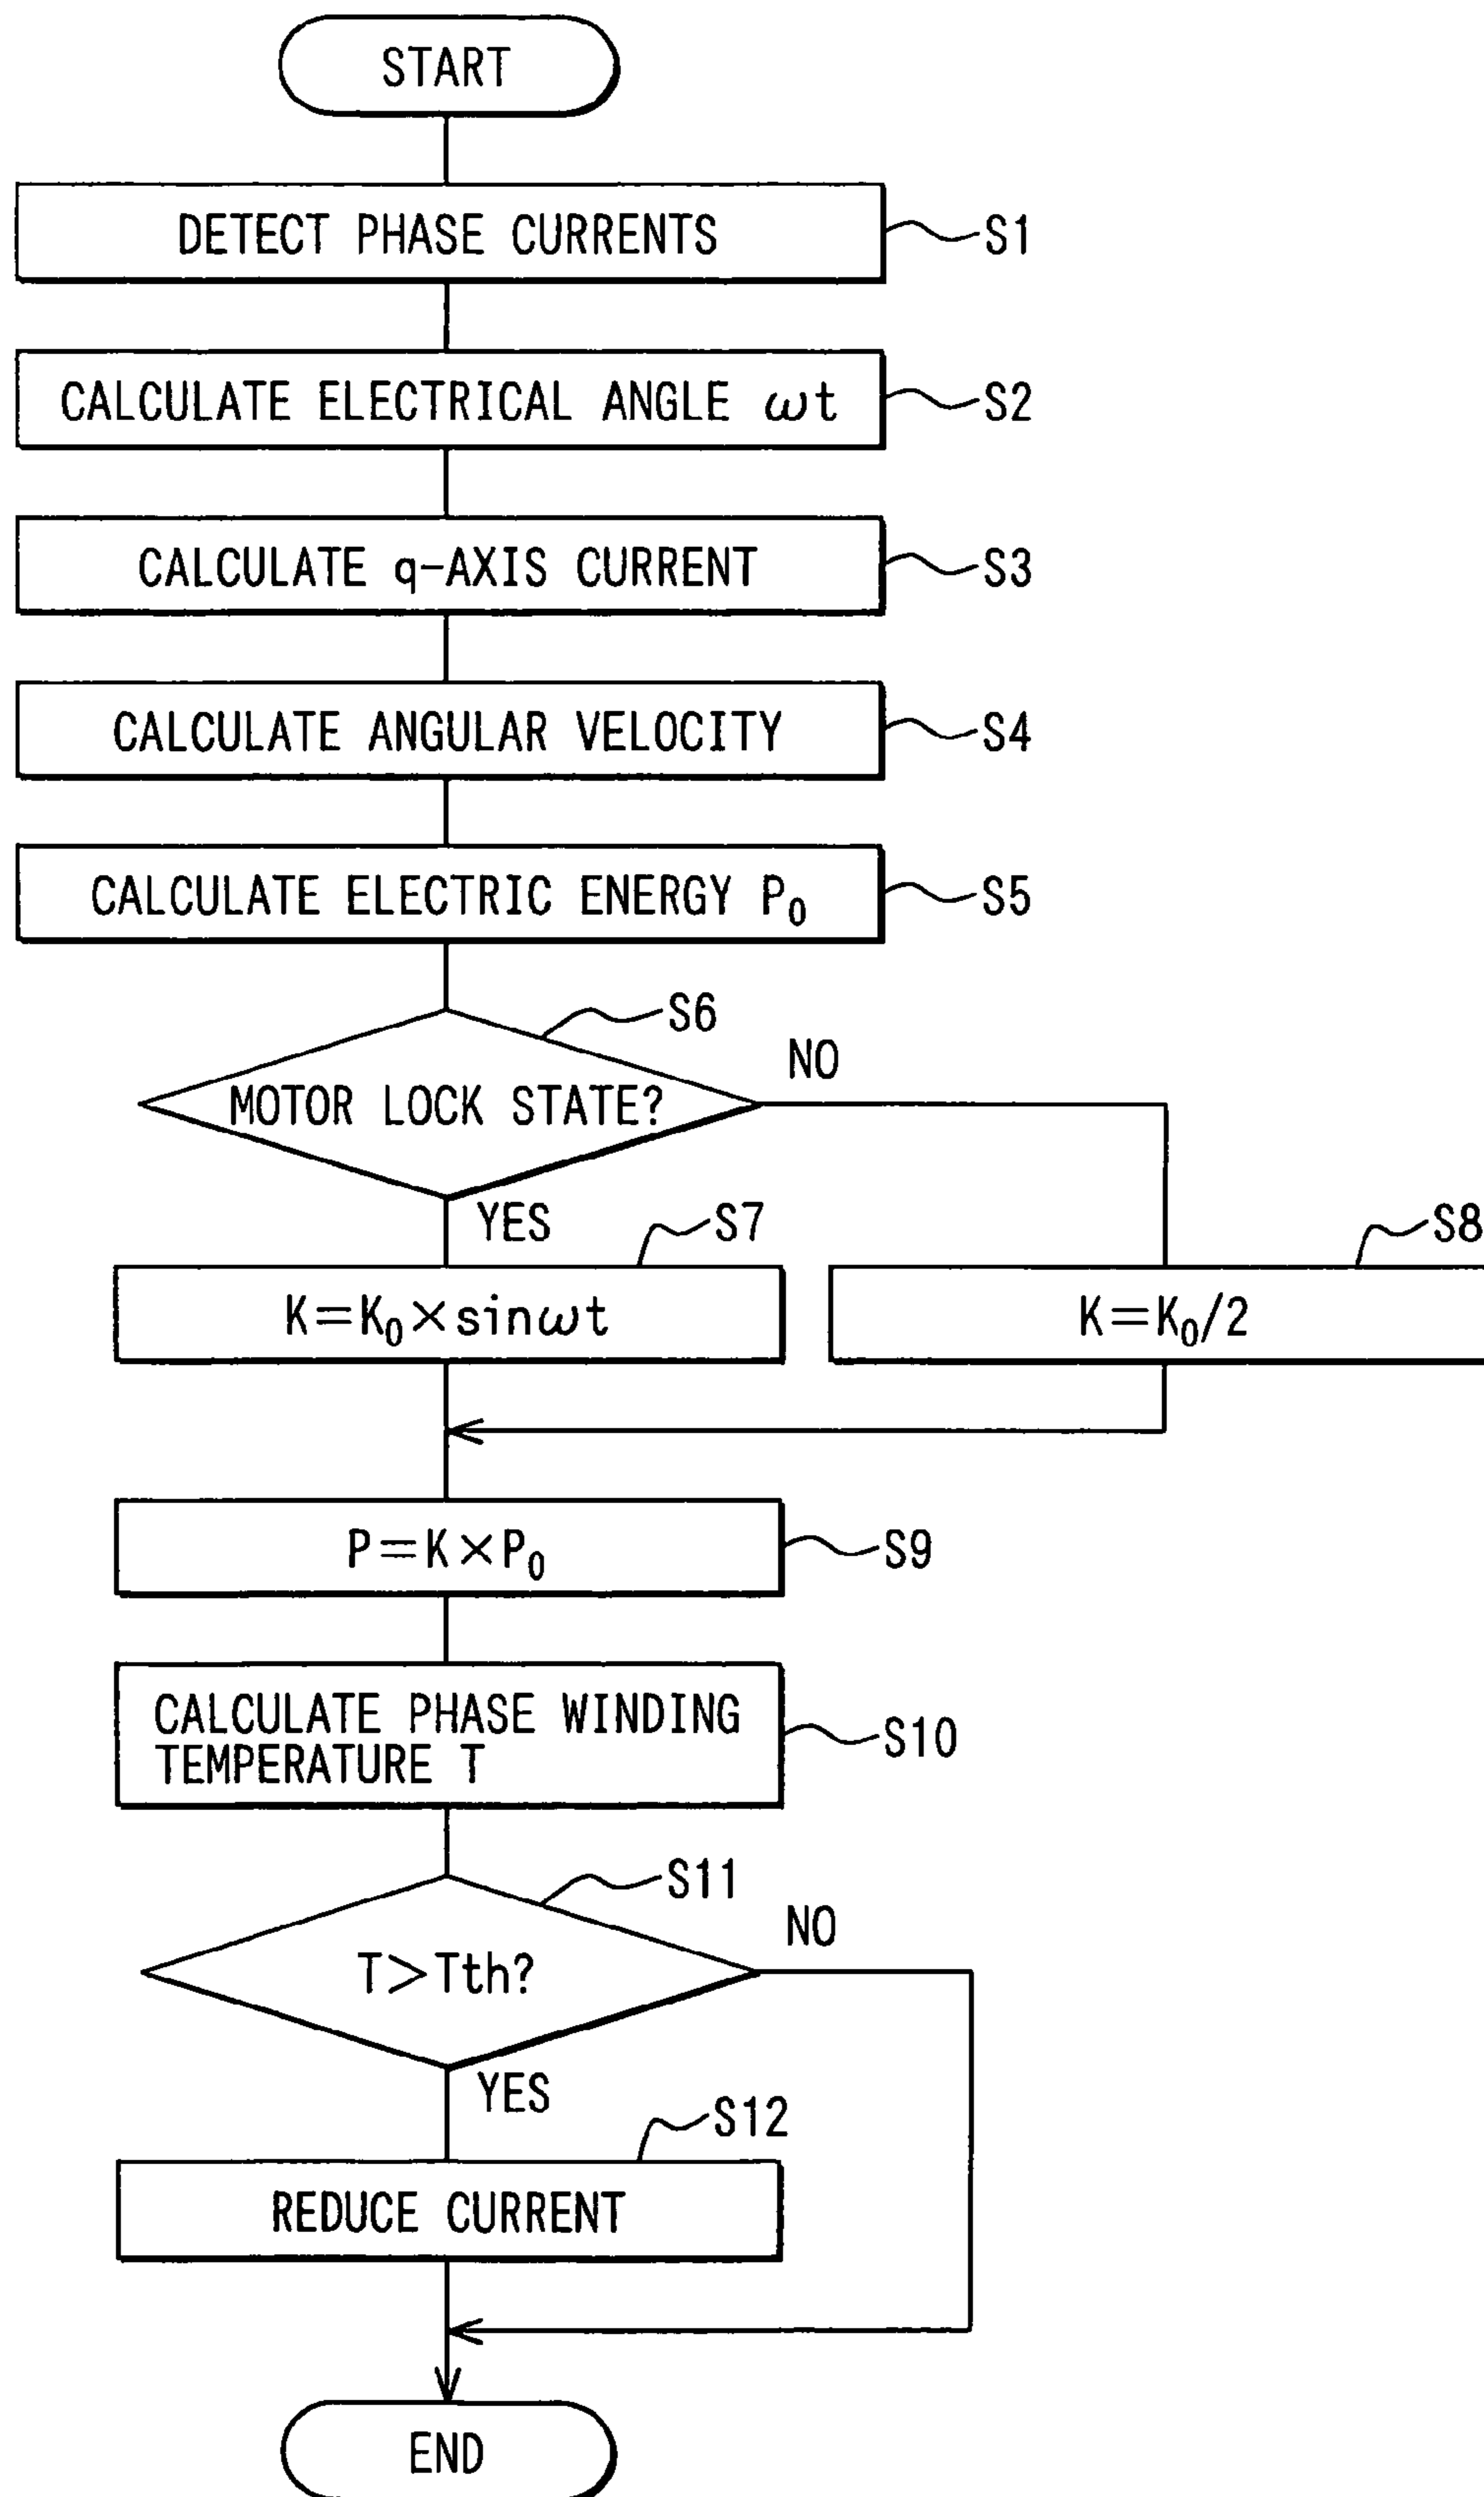 START
DETECT PHASE CURRENTS
S1
CALCULATE ELECTRICAL ANGLE ωt
S2
CALCULATE q-AXIS CURRENT
S3
CALCULATE ANGULAR VELOCITY
S4
CALCULATE ELECTRIC ENERGY P₀
S5
S6
MOTOR LOCK STATE?
NO
YES
S7
S8
K=K₀×sinωt
K=K₀/2
P=K×P₀
S9
CALCULATE PHASE WINDING
TEMPERATURE T
S10
S11
T>Tth?
NO
YES
S12
REDUCE CURRENT
END